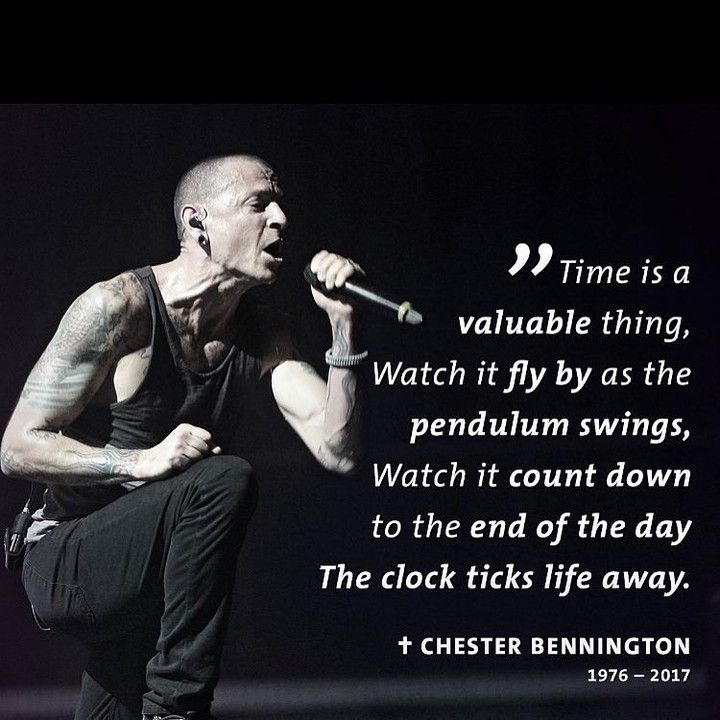 ” Time is a
valuable thing,
Watch it fly by as the
pendulum swings,
Watch it count down
to the end of the day
The clock ticks life away.
✝ CHESTER BENNINGTON
1976 – 2017